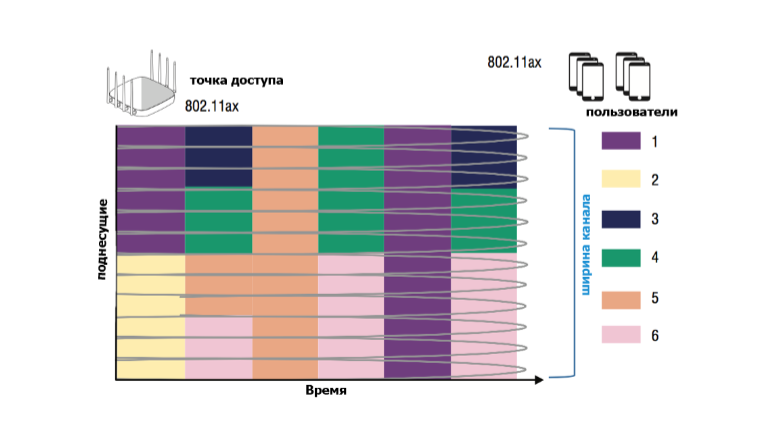 802.11ax
точка доступа
802.11ax
пользователи
поднесущие
ширина канала
1
2
3
4
5
6
Время